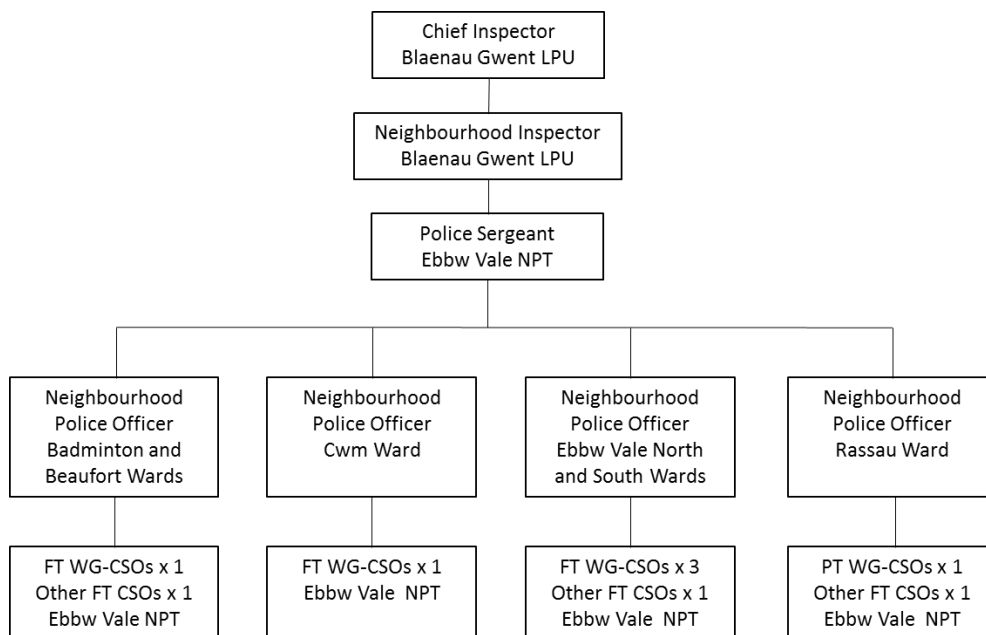 Chief Inspector
Blaenau Gwent LPU
Neighbourhood Inspector
Blaenau Gwent LPU
Police Sergeant
Ebbw Vale NPT
Neighbourhood
Police Officer
Badminton and
Beaufort Wards
Neighbourhood
Police Officer
Cwm Ward
Neighbourhood
Police Officer
Ebbw Vale North
and South Wards
Neighbourhood
Police Officer
Rassau Ward
FT WG-CSOs x 1
Other FT CSOs x 1
Ebbw Vale NPT
FT WG-CSOs x 1
Ebbw Vale NPT
FT WG-CSOs x 3
Other FT CSOs x 1
Ebbw Vale NPT
PT WG-CSOs x 1
Other FT CSOs x 1
Ebbw Vale NPT